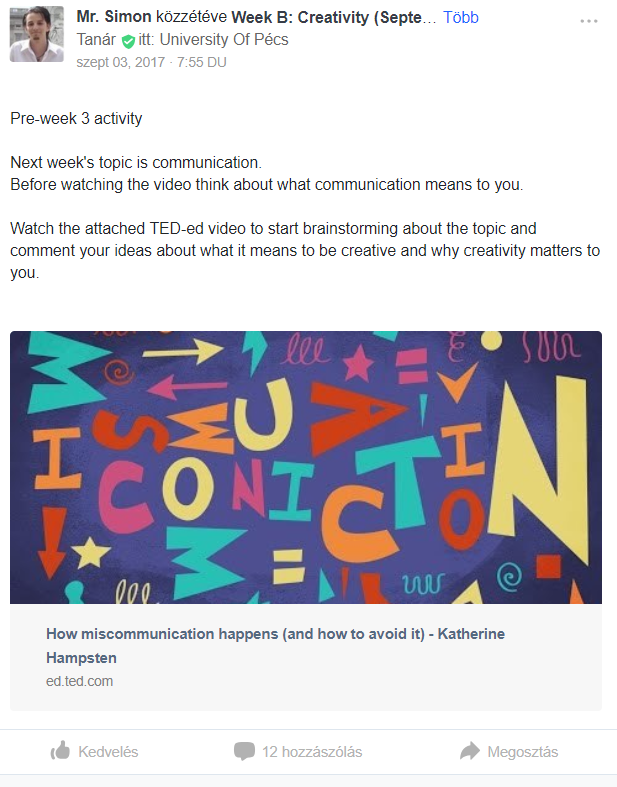 Mr. Simon közzétéve Week B: Creativity (Septe... Több
Tanár itt: University Of Pécs
szept 03, 2017 · 7:55 DU
Pre-week 3 activity
Next week's topic is communication.
Before watching the video think about what communication means to you.
Watch the attached TED-ed video to start brainstorming about the topic and
comment your ideas about what it means to be creative and why creativity matters to
you.
MISCOMMUNICATION
How miscommunication happens (and how to avoid it) - Katherine
Hampsten
ed.ted.com
Kedvelés
12 hozzászólás
Megosztás